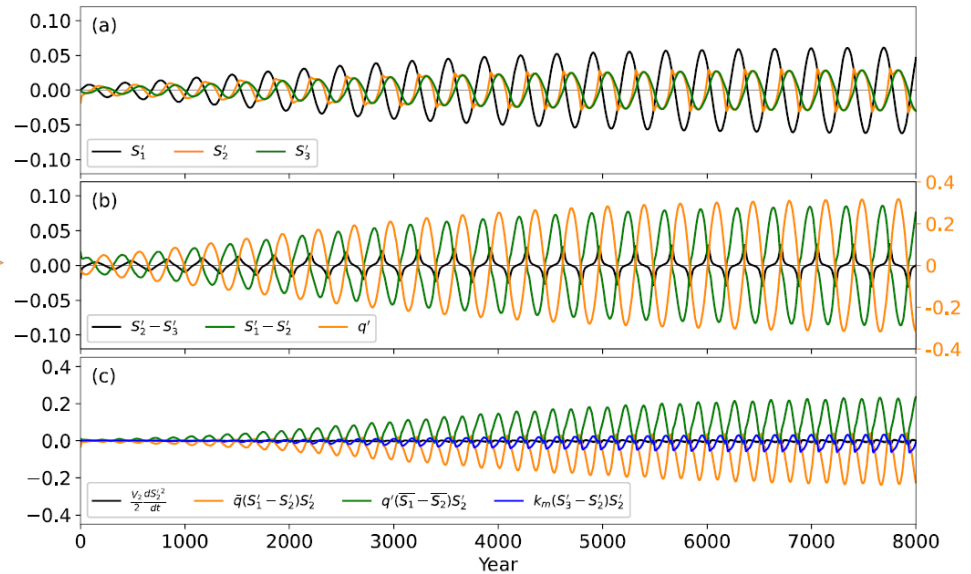 (a)
0.10
0.05
0.00
−0.05
−0.10
S′₁ S′₂ S′₃
(b)
0.10
0.05
0.00
−0.05
−0.10
0.4
0.2
0
-0.2
-0.4
S′₂ − S′₃ S′₁ − S′₂ q′
(c)
0.4
0.2
0.0
−0.2
−0.4
V₂/2 dS′₂²/dt q̄(S′₁ − S′₂)S′₂ q′(S̅₁ − S̅₂)S′₂ kₘ(S′₃ − S′₂)S′₂
0 1000 2000 3000 4000 5000 6000 7000 8000
Year